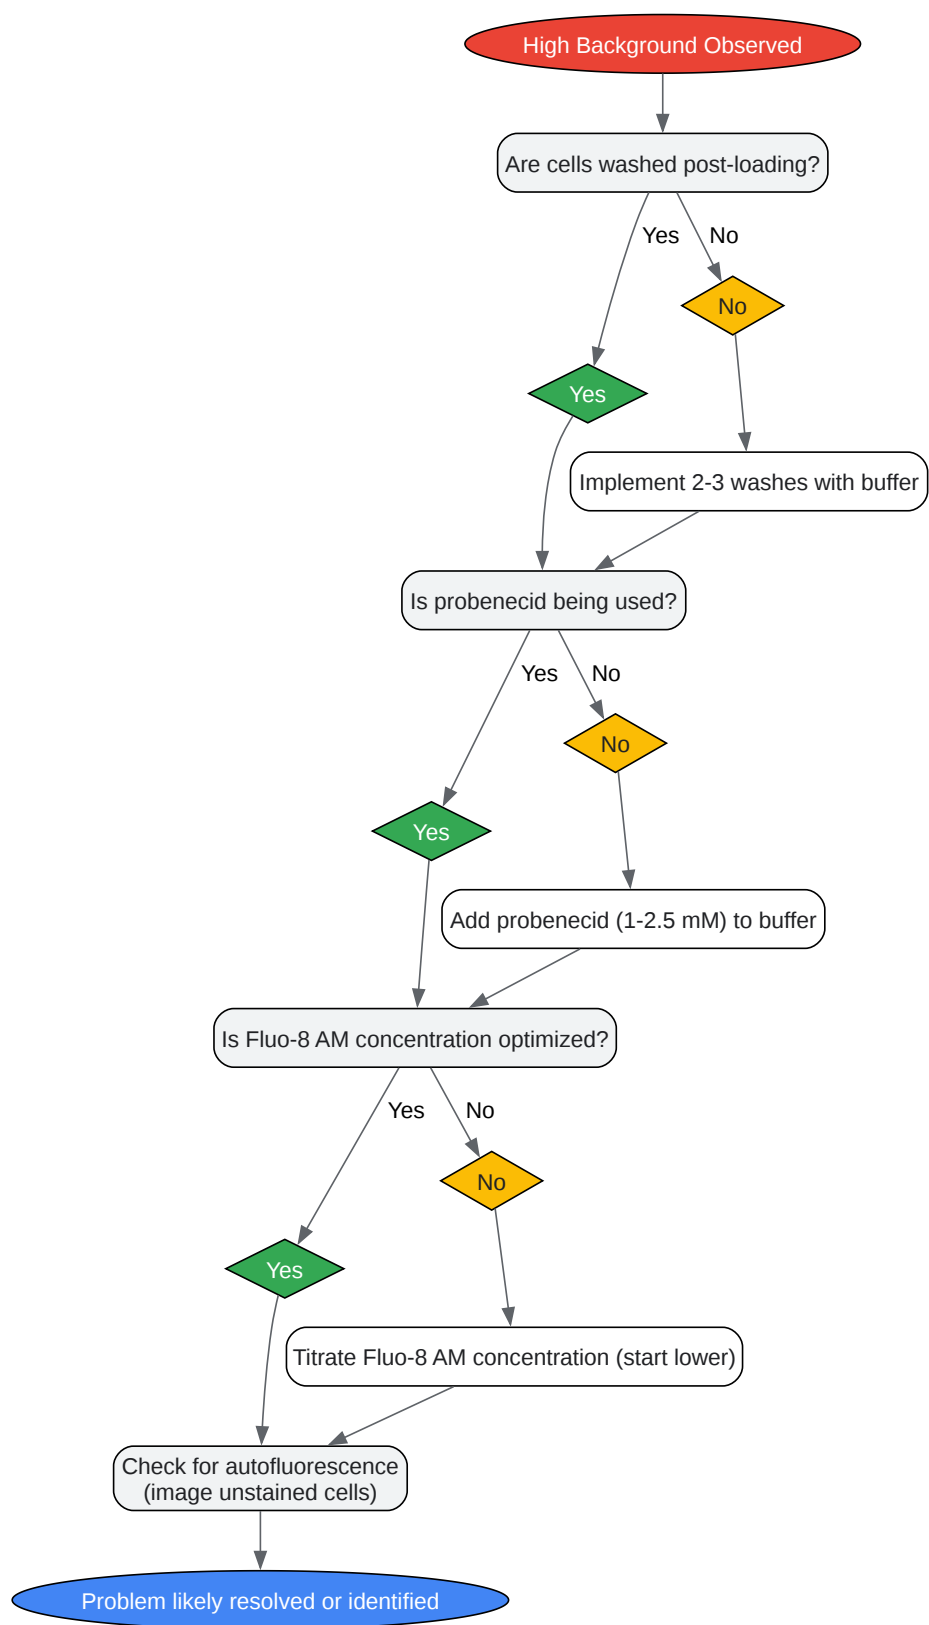 High Background Observed
Are cells washed post-loading?
Yes
No
No
Yes
Implement 2-3 washes with buffer
Is probenecid being used?
Yes
No
No
Yes
Add probenecid (1-2.5 mM) to buffer
Is Fluo-8 AM concentration optimized?
Yes
No
No
Yes
Titrate Fluo-8 AM concentration (start lower)
Check for autofluorescence
(image unstained cells)
Problem likely resolved or identified